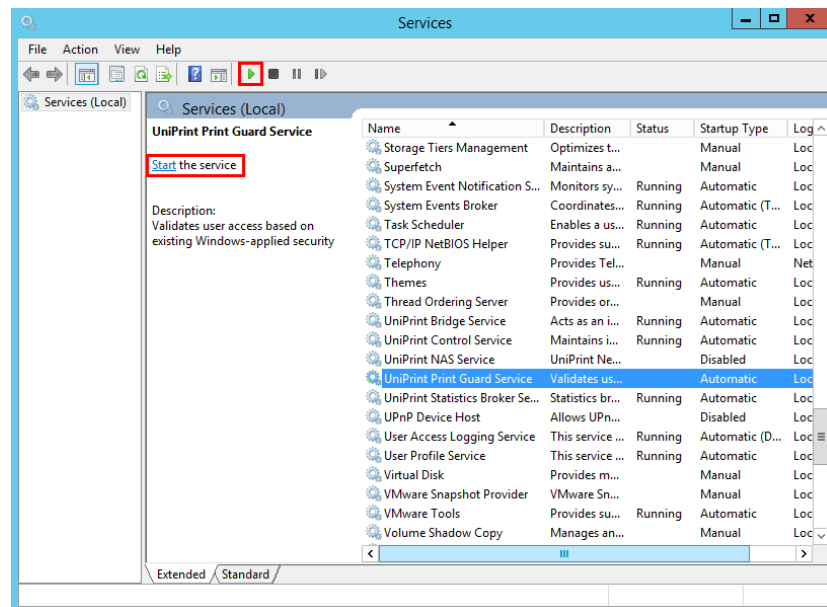 Services
File Action View Help
Services (Local)
Services (Local)
UniPrint Print Guard Service
Start the service
Description:
Validates user access based on
existing Windows-applied security
Name Description Status Startup Type Log
Storage Tiers Management Optimizes t... Manual Loc
Superfetch Maintains a... Manual Loc
System Event Notification S... Monitors sy... Running Automatic Loc
System Events Broker Coordinates... Running Automatic (T... Loc
Task Scheduler Enables a us... Running Automatic Loc
TCP/IP NetBIOS Helper Provides su... Running Automatic (T... Loc
Telephony Provides Tel... Manual Net
Themes Provides us... Running Automatic Loc
Thread Ordering Server Provides or... Manual Loc
UniPrint Bridge Service Acts as an i... Running Automatic Loc
UniPrint Control Service Maintains i... Running Automatic Loc
UniPrint NAS Service UniPrint Ne... Disabled Loc
UniPrint Print Guard Service Validates us... Automatic Loc
UniPrint Statistics Broker Se... Statistics br... Running Automatic Loc
UPnP Device Host Allows UPn... Disabled Loc
User Access Logging Service This service ... Running Automatic (D... Loc
User Profile Service This service ... Running Automatic Loc
Virtual Disk Provides m... Manual Loc
VMware Snapshot Provider VMware Sn... Manual Loc
VMware Tools Provides su... Running Automatic Loc
Volume Shadow Copy Manages an... Manual Loc
Extended Standard